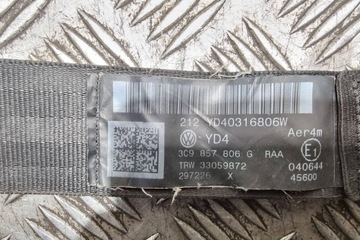 212 YD40316806W
YD4 Aer4m
3C9 857 806 G RAA E1
TRW 33059872 040644
297226 X 45600